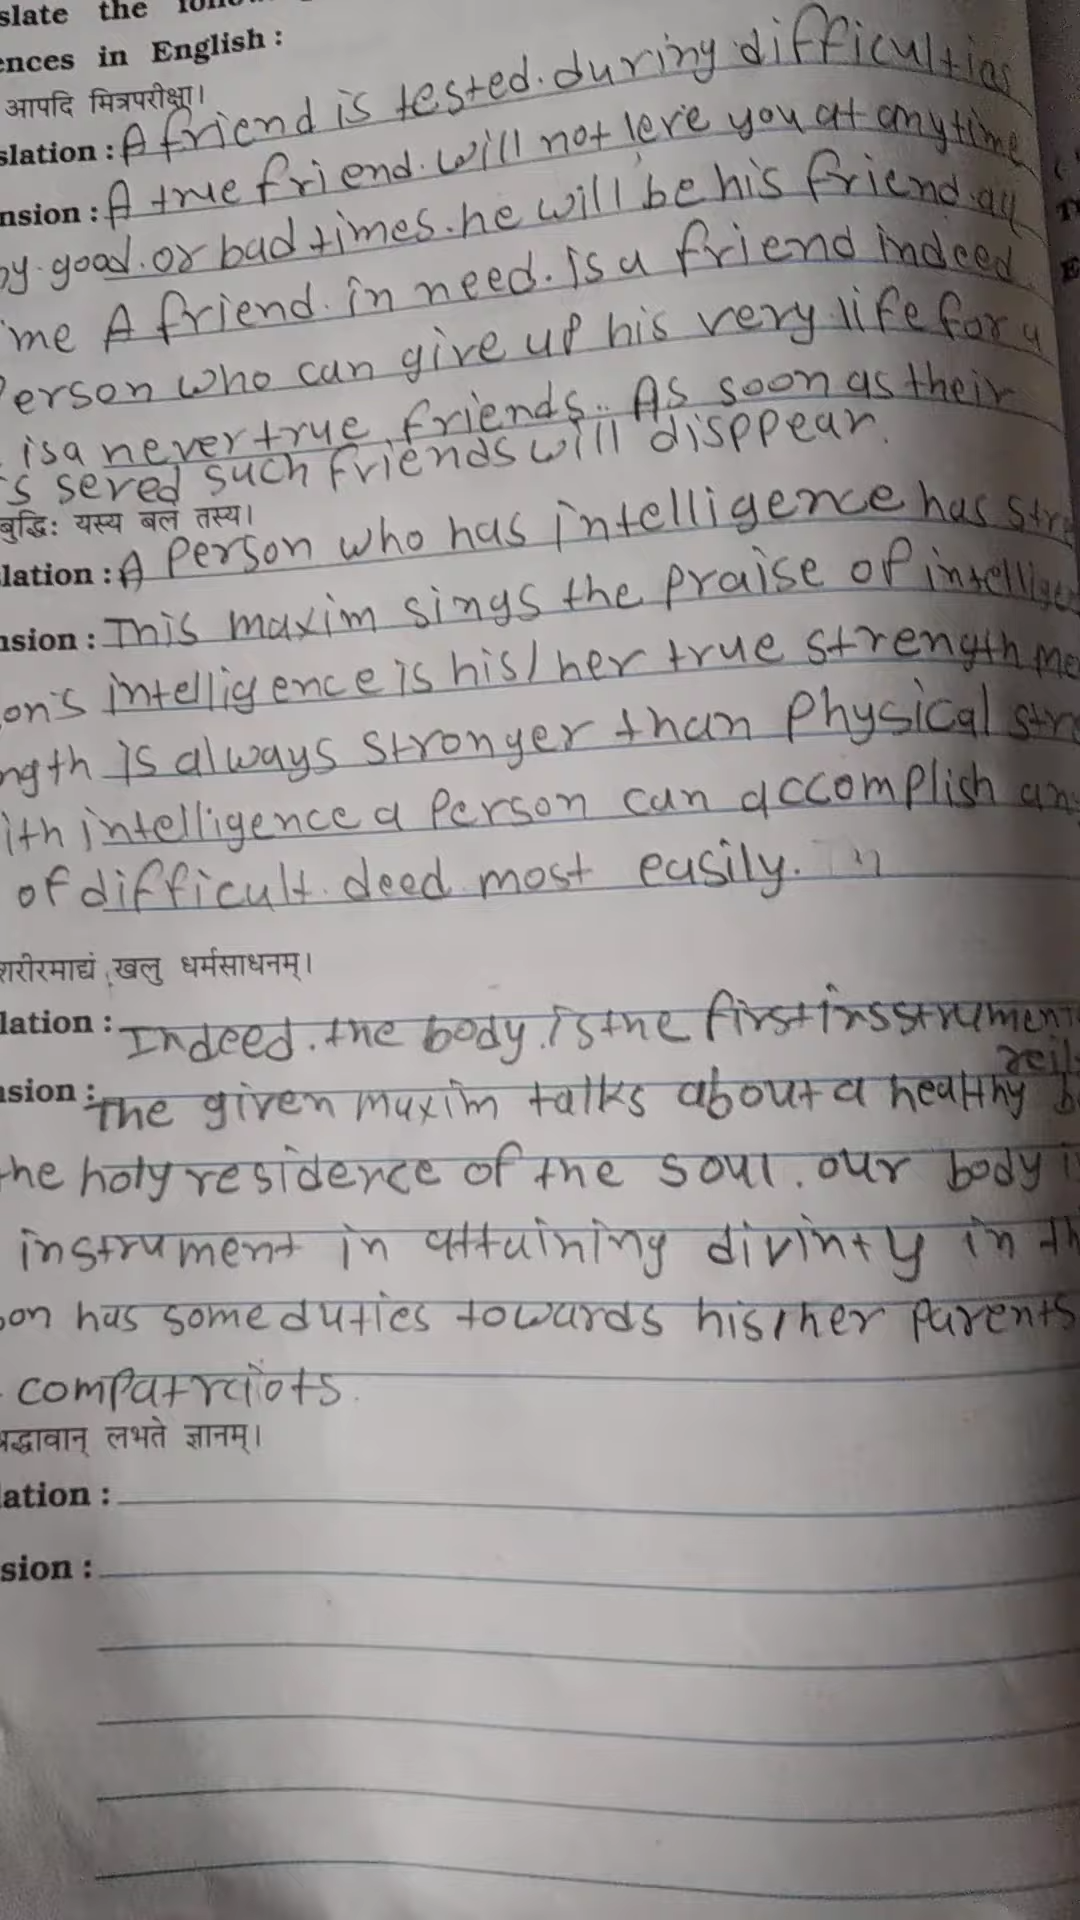 slate the
ences in English :
आपदि मित्रपरीक्षा।
slation : A friend is tested. during difficulties
nsion : A true friend. will not leve you at anytime
by. good. or bad times. he will be his friend. all
me A friend. in need. is a friend indeed.
Person who can give up his very life for a
is a never true friends.. As soon as their
s sered such friends will disppear.
बुद्धिः यस्य बलं तस्य।
lation : A Person who has intelligence has str
nsion : This maxim sings the praise of intellige
on's intelligence is his/her true strength me
ngth is always stronger than Physical str
ith intelligence a Person can accomplish an
of difficult. deed most easily.
शरीरमाद्यं खलु धर्मसाधनम्।
lation : Indeed. the body. is the first insstrument
nsion : The given maxim talks about a healthy b
the holy residence of the soul. our body i
instrument in attaining divinty in th
on has some duties towards his/her Parents
compatraiots.
श्रद्धावान् लभते ज्ञानम्।
lation :
sion :